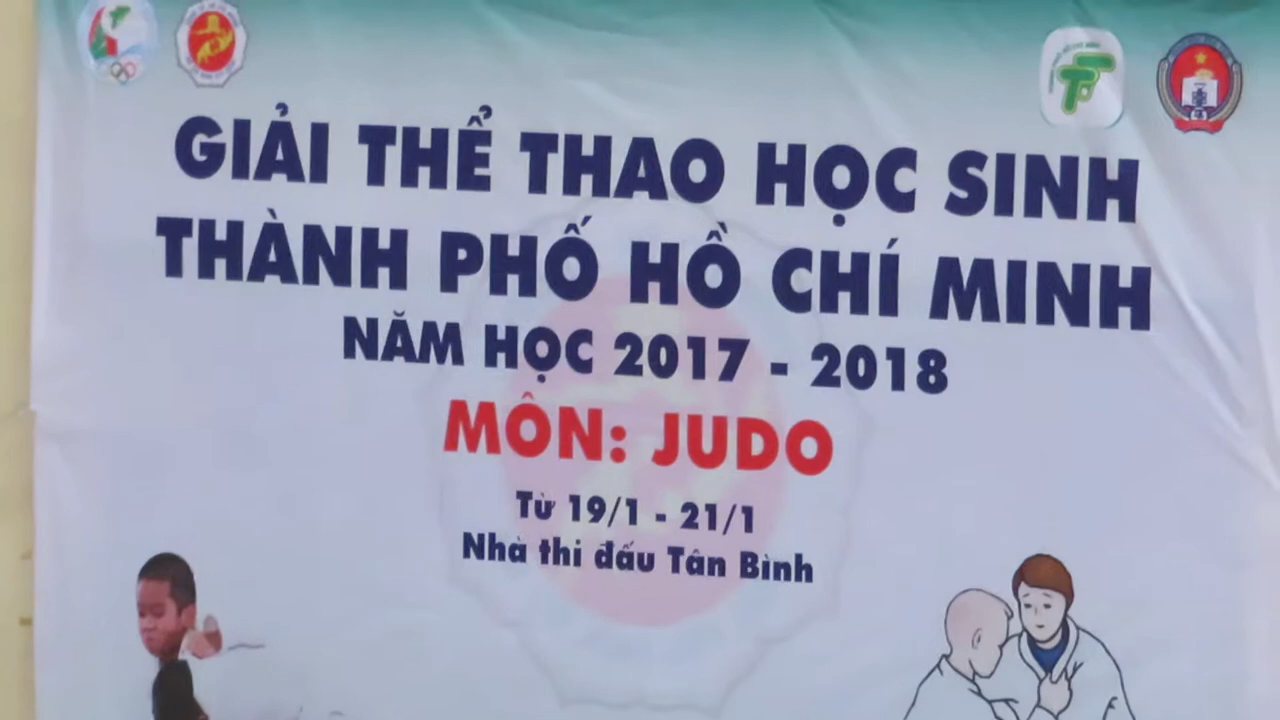 GIẢI THỂ THAO HỌC SINH
THÀNH PHỐ HỒ CHÍ MINH
NĂM HỌC 2017 - 2018
MÔN: JUDO
Từ 19/1 - 21/1
Nhà thi đấu Tân Bình